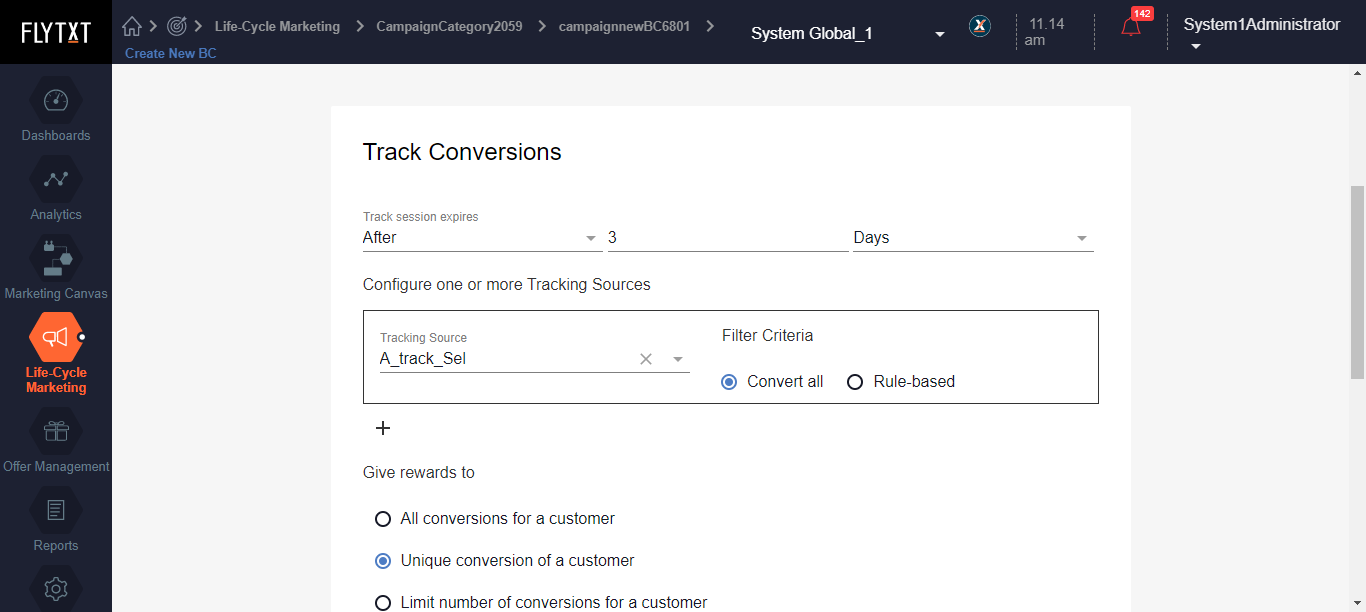 FLYTXT
Life-Cycle Marketing
CampaignCategory2059
campaignnewBC6801
Create New BC
System Global_1
X
11.14
am
142
System1Administrator
Dashboards
Analytics
Marketing Canvas
Life-Cycle
Marketing
Offer Management
Reports
Track Conversions
Track session expires
After 3 Days
Configure one or more Tracking Sources
Tracking Source
A_track_Sel
Filter Criteria
Convert all Rule-based
Give rewards to
All conversions for a customer
Unique conversion of a customer
Limit number of conversions for a customer